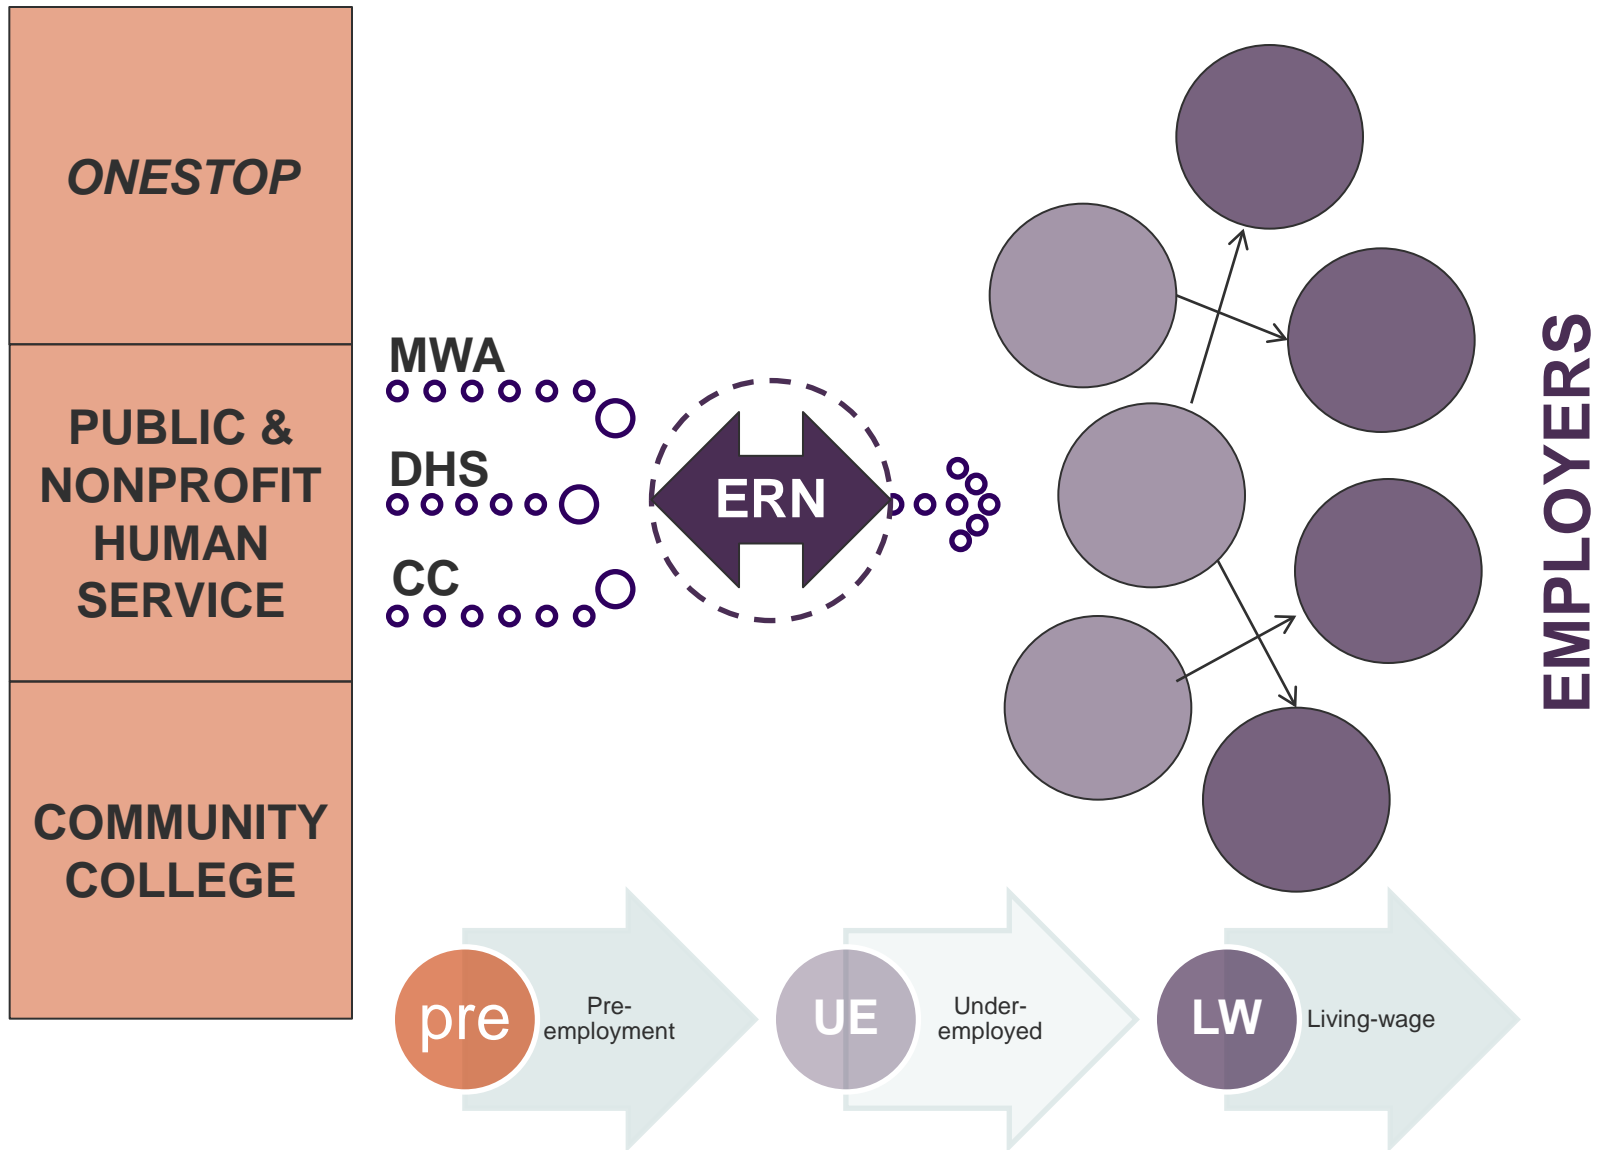 ONESTOP
PUBLIC &
NONPROFIT
HUMAN
SERVICE
COMMUNITY
COLLEGE
MWA
DHS
CC
ERN
EMPLOYERS
pre
Pre-
employment
UE
Under-
employed
LW
Living-wage